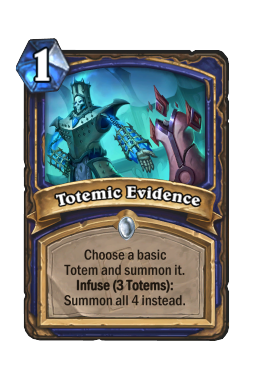 1
Totemic Evidence
Choose a basic
Totem and summon it.
Infuse (3 Totems):
Summon all 4 instead.